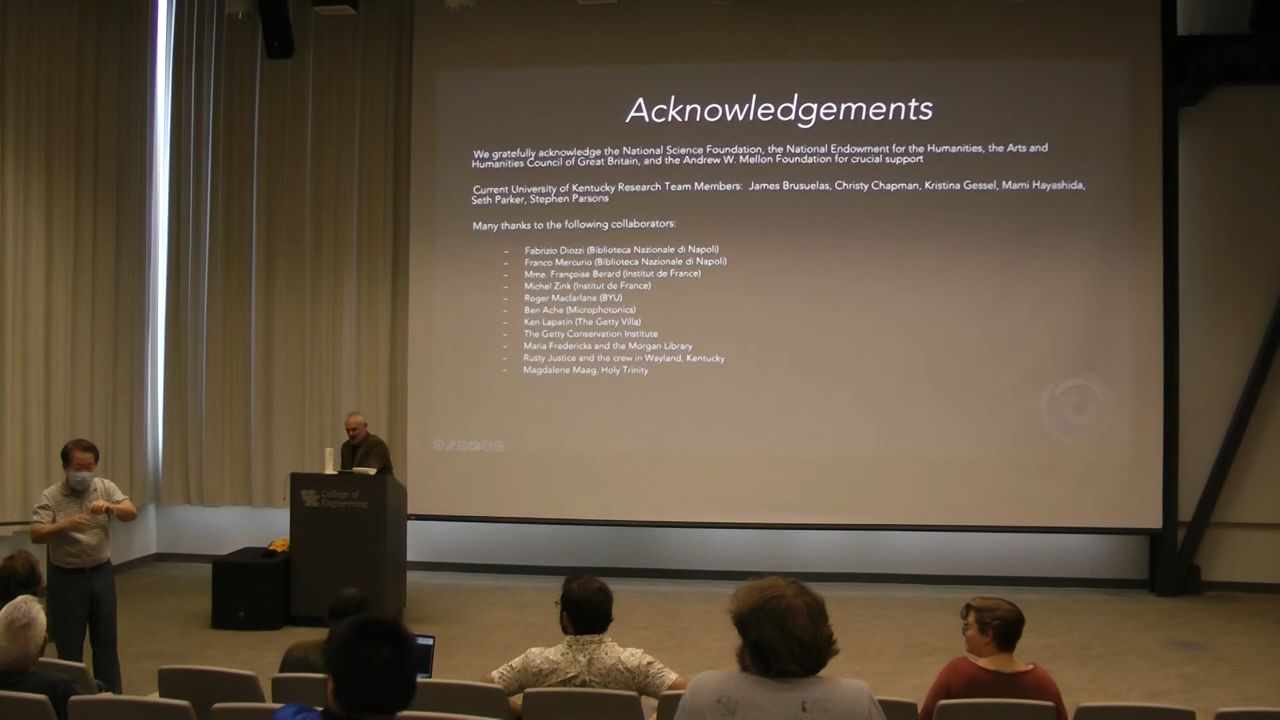 Acknowledgements
We gratefully acknowledge the National Science Foundation, the National Endowment for the Humanities, the Arts and
Humanities Council of Great Britain, and the Andrew W. Mellon Foundation for crucial support
Current University of Kentucky Research Team Members: James Brusuelas, Christy Chapman, Kristina Gessel, Mami Hayashida,
Seth Parker, Stephen Parsons
Many thanks to the following collaborators:
– Fabrizio Diozzi (Biblioteca Nazionale di Napoli)
– Franco Mercurio (Biblioteca Nazionale di Napoli)
– Mme. Françoise Berard (Institut de France)
– Michel Zink (Institut de France)
– Roger Macfarlane (BYU)
– Ben Ache (Microphotonics)
– Ken Lapatin (The Getty Villa)
– The Getty Conservation Institute
– Maria Fredericks and the Morgan Library
– Rusty Justice and the crew in Wayland, Kentucky
– Magdalene Maag, Holy Trinity
College of
Engineering